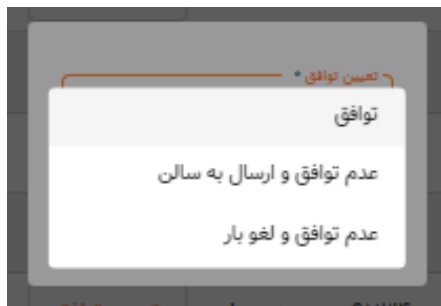 تعیین توافق *
توافق
عدم توافق و ارسال به سالن
عدم توافق و لغو بار